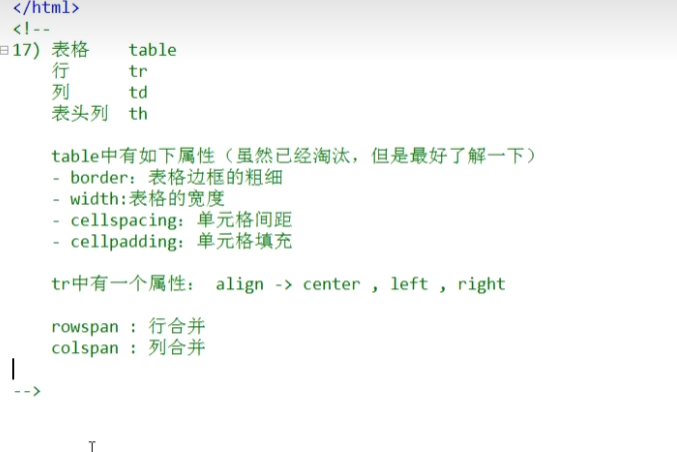 </html>
<!--
17) 表格    table
    行      tr
    列      td
    表头列  th
    table中有如下属性（虽然已经淘汰，但是最好了解一下）
    - border：表格边框的粗细
    - width:表格的宽度
    - cellspacing：单元格间距
    - cellpadding：单元格填充
    tr中有一个属性： align -> center , left , right
    rowspan : 行合并
    colspan : 列合并
-->